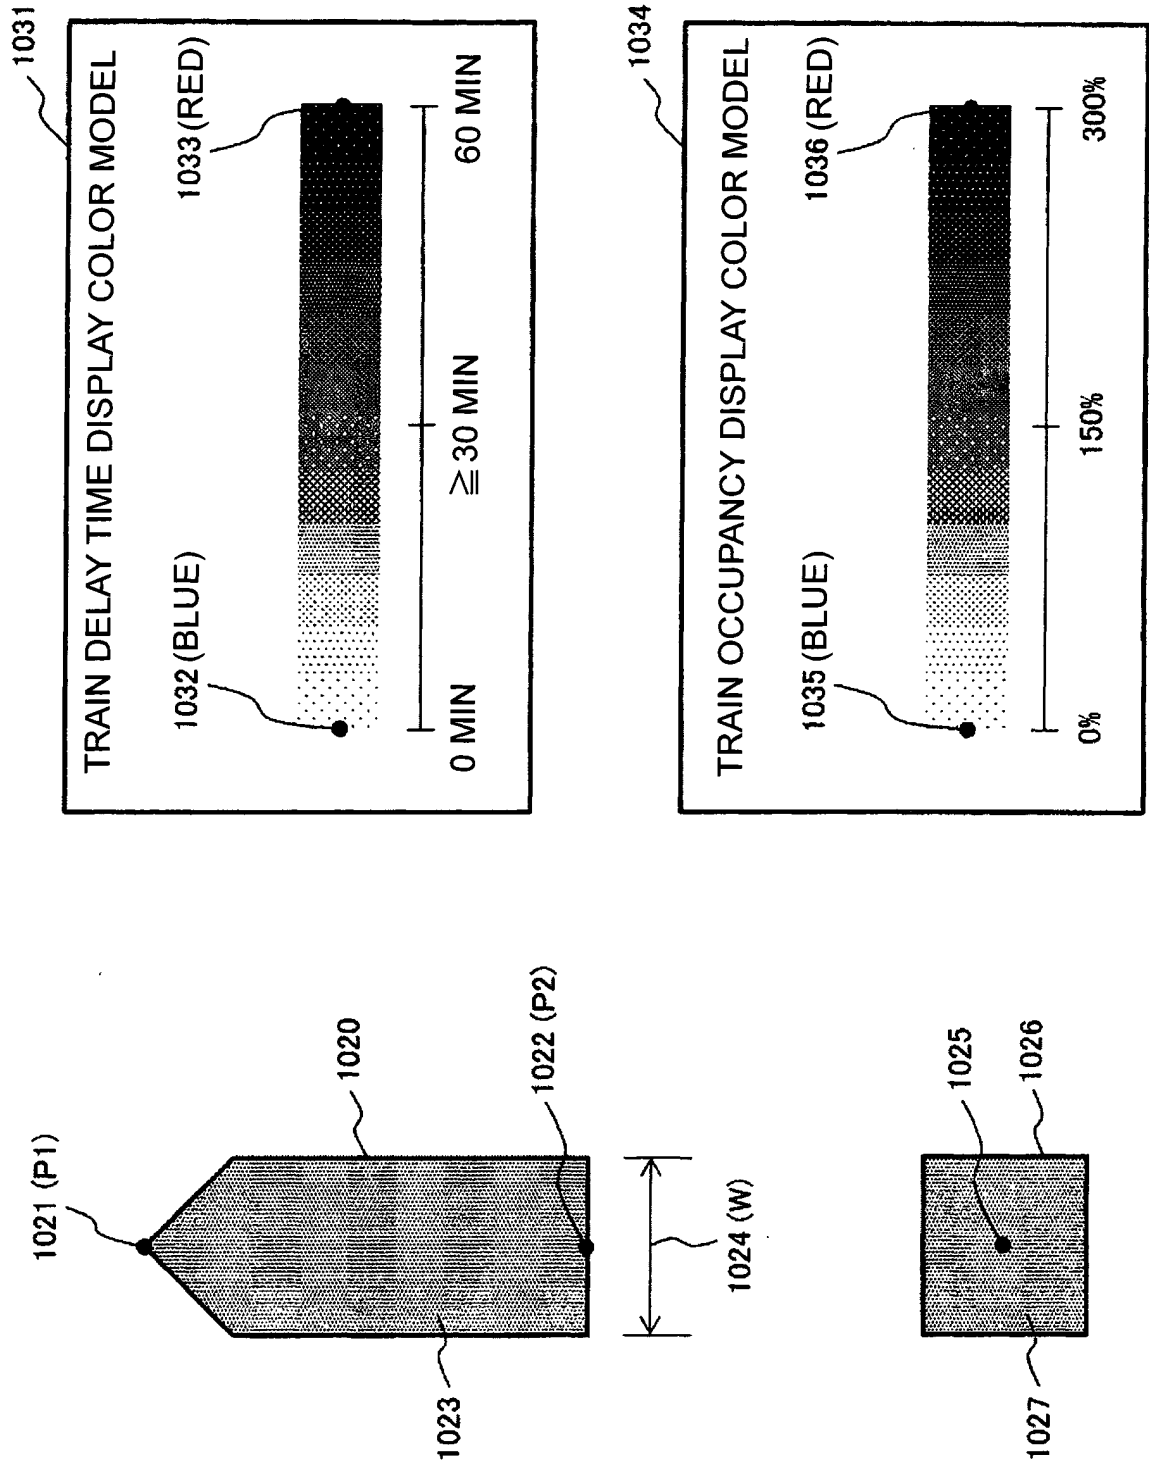 1031
TRAIN DELAY TIME DISPLAY COLOR MODEL
1032 (BLUE)
1033 (RED)
0 MIN
≧30 MIN
60 MIN
1034
TRAIN OCCUPANCY DISPLAY COLOR MODEL
1035 (BLUE)
1036 (RED)
0%
150%
300%
1021 (P1)
1020
1022 (P2)
1023
1024 (W)
1025
1026
1027